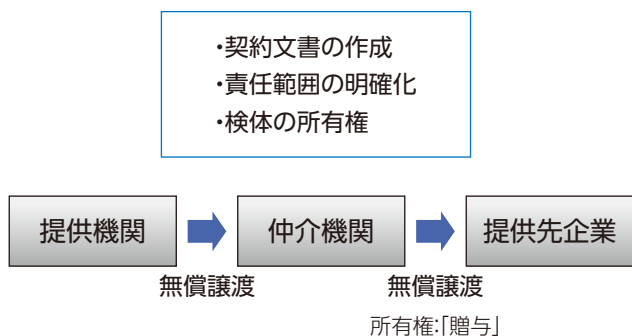 ・契約文書の作成
・責任範囲の明確化
・検体の所有権
提供機関 仲介機関 提供先企業
無償譲渡 無償譲渡
所有権:「贈与」